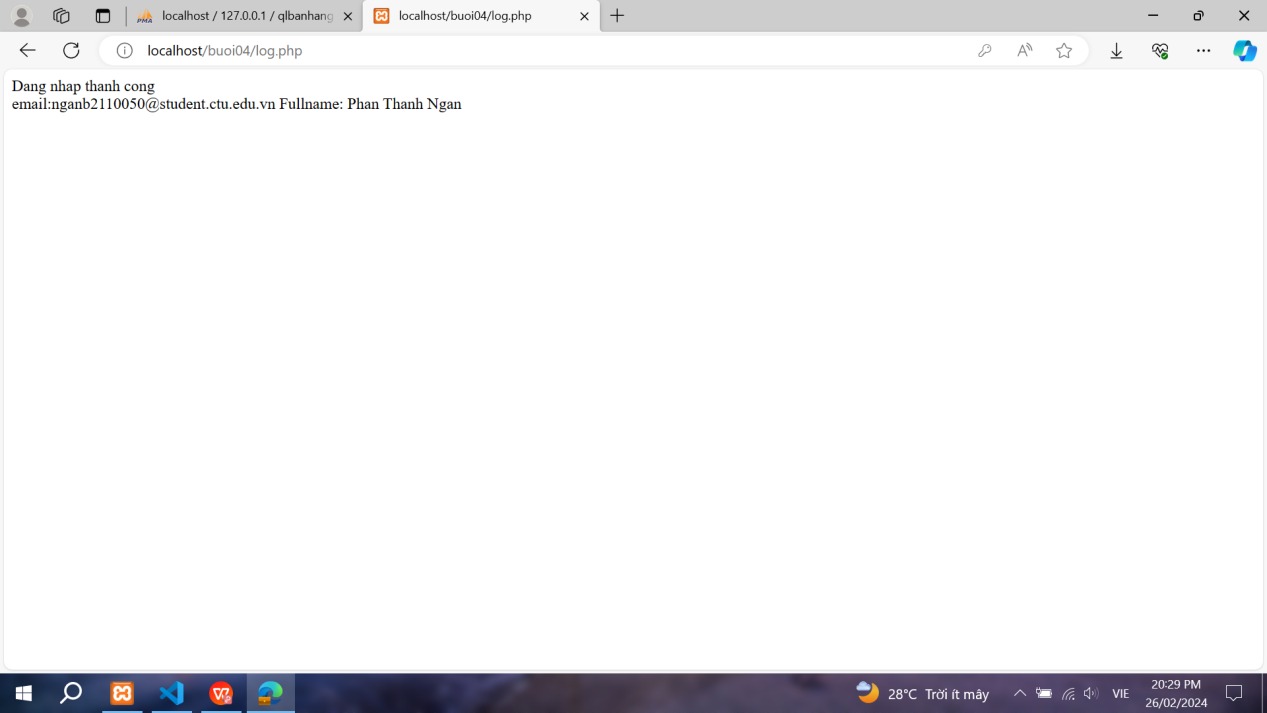 localhost / 127.0.0.1 / qlbanhang
localhost/buoi04/log.php
localhost/buoi04/log.php
Dang nhap thanh cong
email:nganb2110050@student.ctu.edu.vn Fullname: Phan Thanh Ngan
28°C Trời ít mây
VIE
20:29 PM
26/02/2024